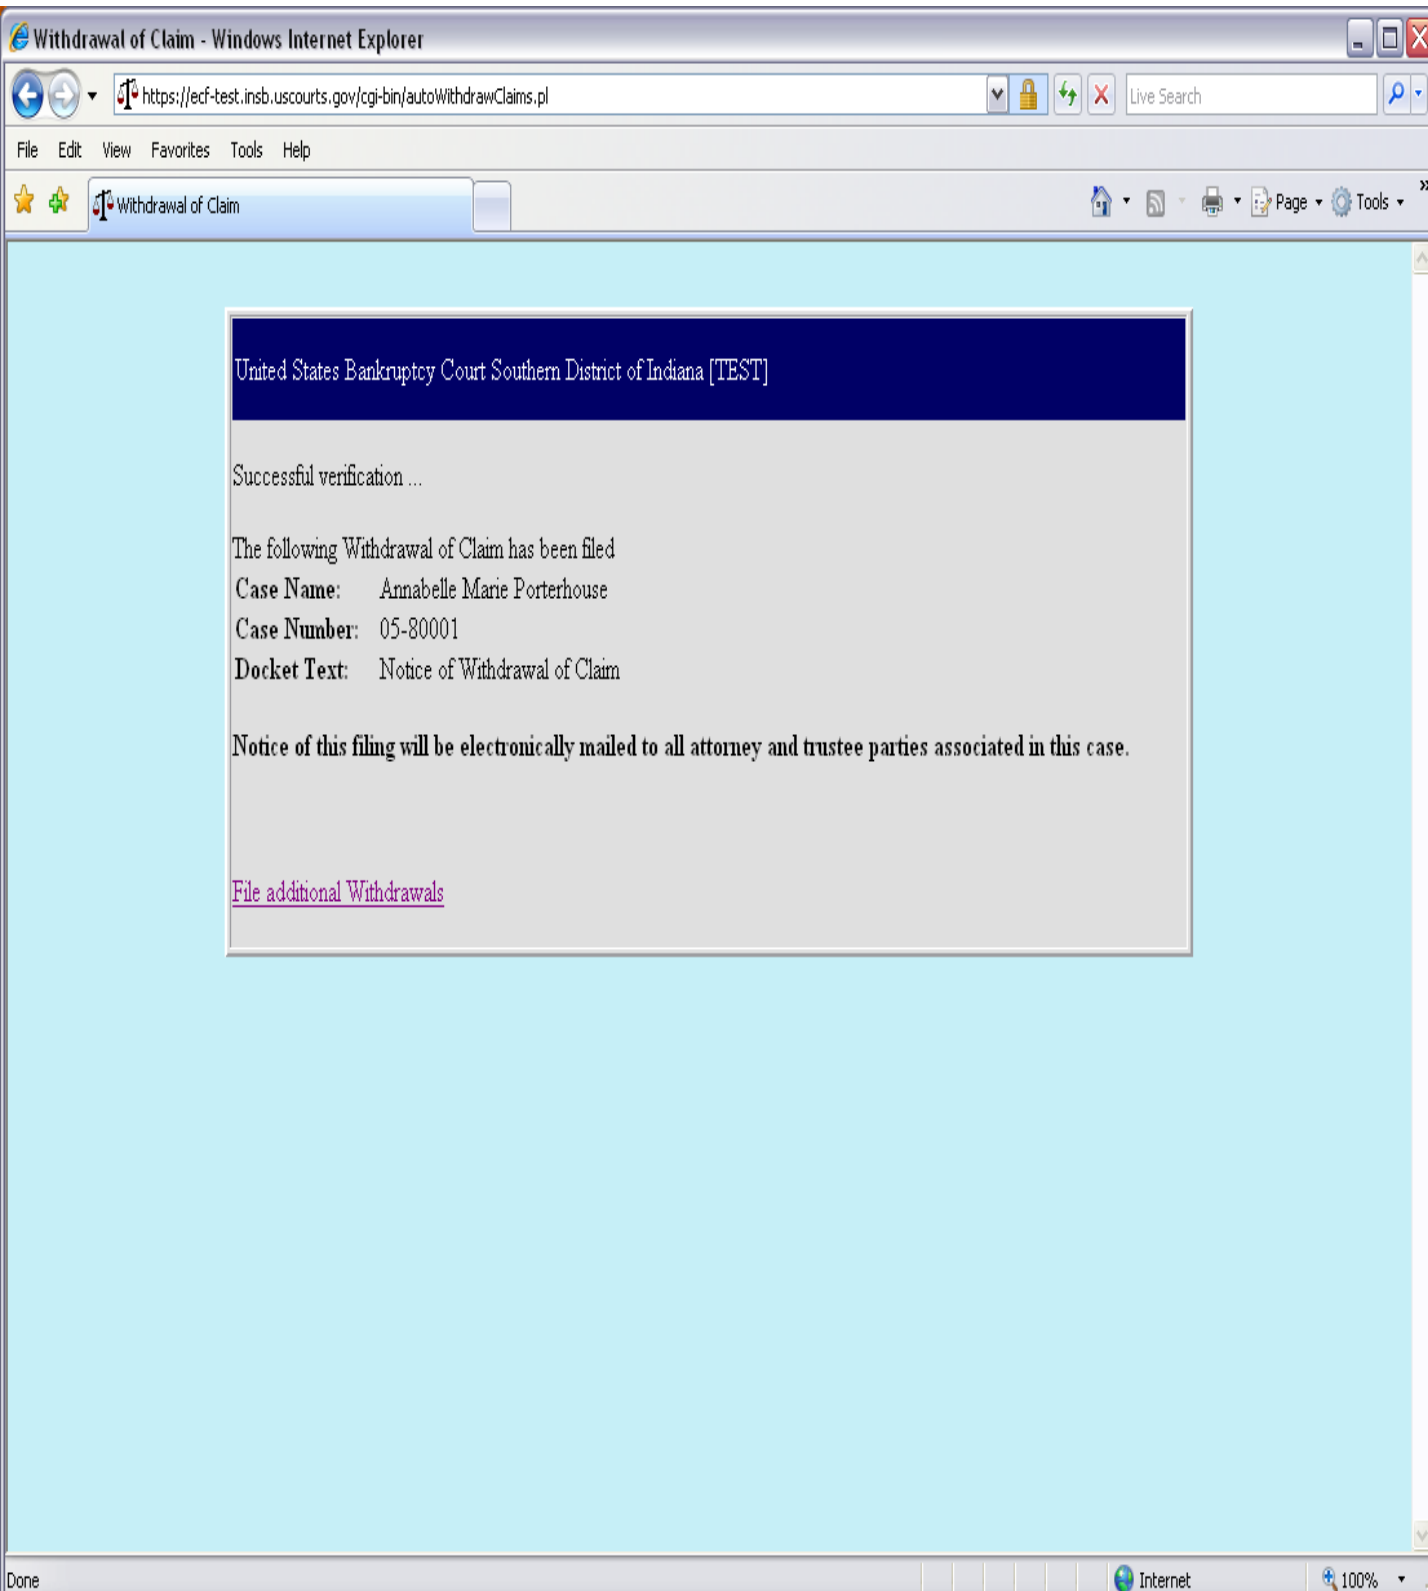 Withdrawal of Claim - Windows Internet Explorer
https://ecf-test.insb.uscourts.gov/cgi-bin/autoWithdrawClaims.pl
Live Search
File Edit View Favorites Tools Help
Withdrawal of Claim
Page Tools »
United States Bankruptcy Court Southern District of Indiana [TEST]
Successful verification ...
The following Withdrawal of Claim has been filed
Case Name: Annabelle Marie Porterhouse
Case Number: 05-80001
Docket Text: Notice of Withdrawal of Claim
Notice of this filing will be electronically mailed to all attorney and trustee parties associated in this case.
File additional Withdrawals
Done Internet 100%